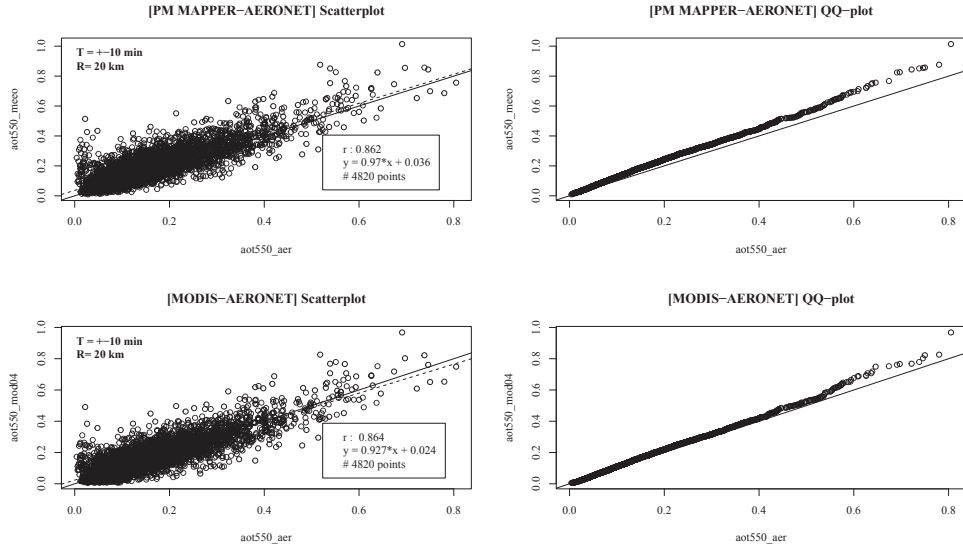 [PM MAPPER−AERONET] Scatterplot
T = +−10 min
R= 20 km
r : 0.862
y = 0.97*x + 0.036
# 4820 points
0.0 0.2 0.4 0.6 0.8 1.0
aot550_meeo
0.0 0.2 0.4 0.6 0.8
aot550_aer
[PM MAPPER−AERONET] QQ−plot
0.0 0.2 0.4 0.6 0.8 1.0
aot550_meeo
0.0 0.2 0.4 0.6 0.8
aot550_aer
[MODIS−AERONET] Scatterplot
T = +−10 min
R= 20 km
r : 0.864
y = 0.927*x + 0.024
# 4820 points
0.0 0.2 0.4 0.6 0.8 1.0
aot550_mod04
0.0 0.2 0.4 0.6 0.8
aot550_aer
[MODIS−AERONET] QQ−plot
0.0 0.2 0.4 0.6 0.8 1.0
aot550_mod04
0.0 0.2 0.4 0.6 0.8
aot550_aer